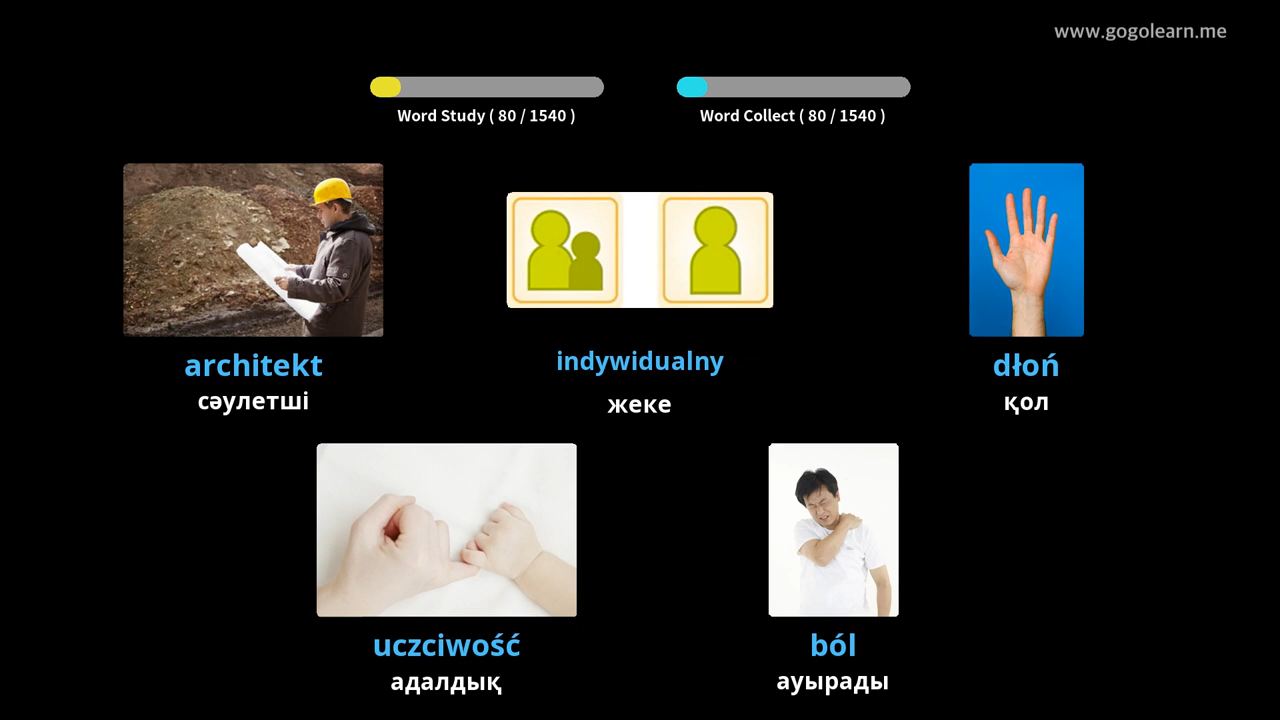 www.gogolearn.me
Word Study ( 80 / 1540 )
Word Collect ( 80 / 1540 )
architekt
сәулетші
indywidualny
жеке
dłoń
қол
uczciwość
адалдық
ból
ауырады